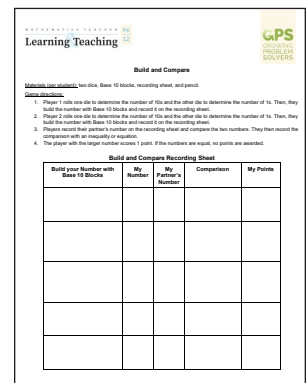 MATHEMATICS TEACHER PK
Learning Teaching 12
GPS
GROWING
PROBLEM
SOLVERS
Build and Compare
Materials (per student): two dice, Base 10 blocks, recording sheet, and pencil.
Game directions:
1. Player 1 rolls one die to determine the number of 10s and the other die to determine the number of 1s. Then, they
build the number with Base 10 blocks and record it on the recording sheet.
2. Player 2 rolls one die to determine the number of 10s and the other die to determine the number of 1s. Then, they
build the number with Base 10 blocks and record it on the recording sheet.
3. Players record their partner's number on the recording sheet and compare the two numbers. They then record the
comparison with an inequality or equation.
4. The player with the larger number scores 1 point. If the numbers are equal, no points are awarded.
Build and Compare Recording Sheet
Build your Number with My My Comparison My Points
Base 10 Blocks Number Partner's
Number